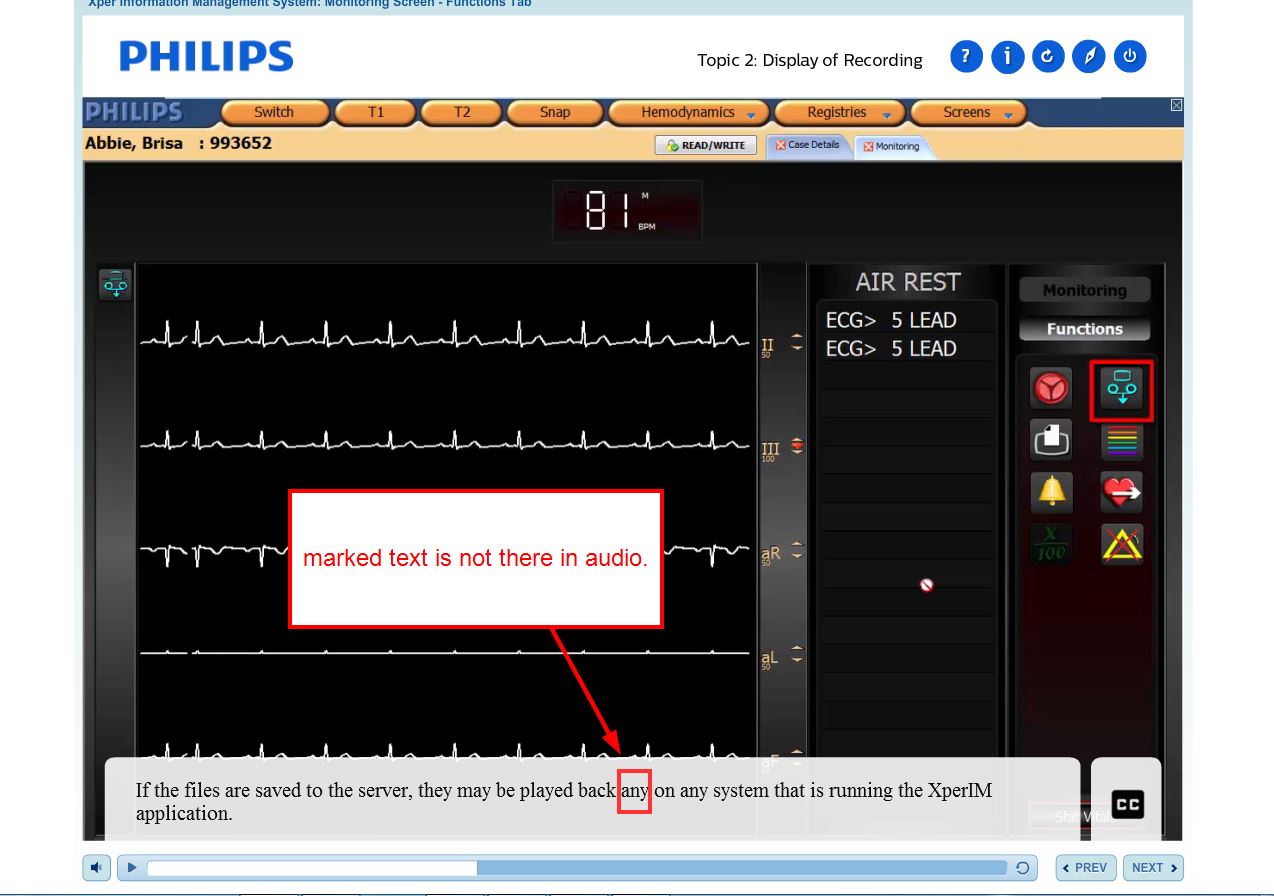 Xper Information Management System: Monitoring Screen - Functions Tab
PHILIPS
Topic 2: Display of Recording
? i
PHILIPS Switch T1 T2 Snap Hemodynamics Registries Screens
Abbie, Brisa : 993652
READ/WRITE Case Details Monitoring
81 M
BPM
AIR REST
Monitoring
ECG> 5 LEAD
Functions
ECG> 5 LEAD
II
50
III
100
X
100
marked text is not there in audio.
aR
50
aL
50
aF
If the files are saved to the server, they may be played back any on any system that is running the XperIM
application.
CC
Stat Vitals
PREV NEXT